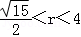 √15/2 < r < 4